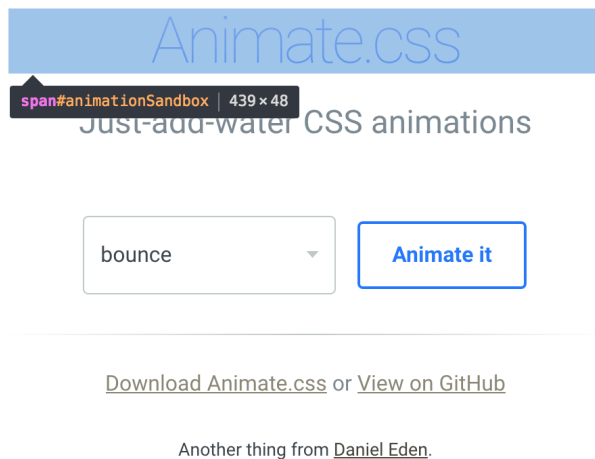 Animate.css
span#animationSandbox | 439 × 48
Just-add-water CSS animations
bounce
Animate it
Download Animate.css or View on GitHub
Another thing from Daniel Eden.